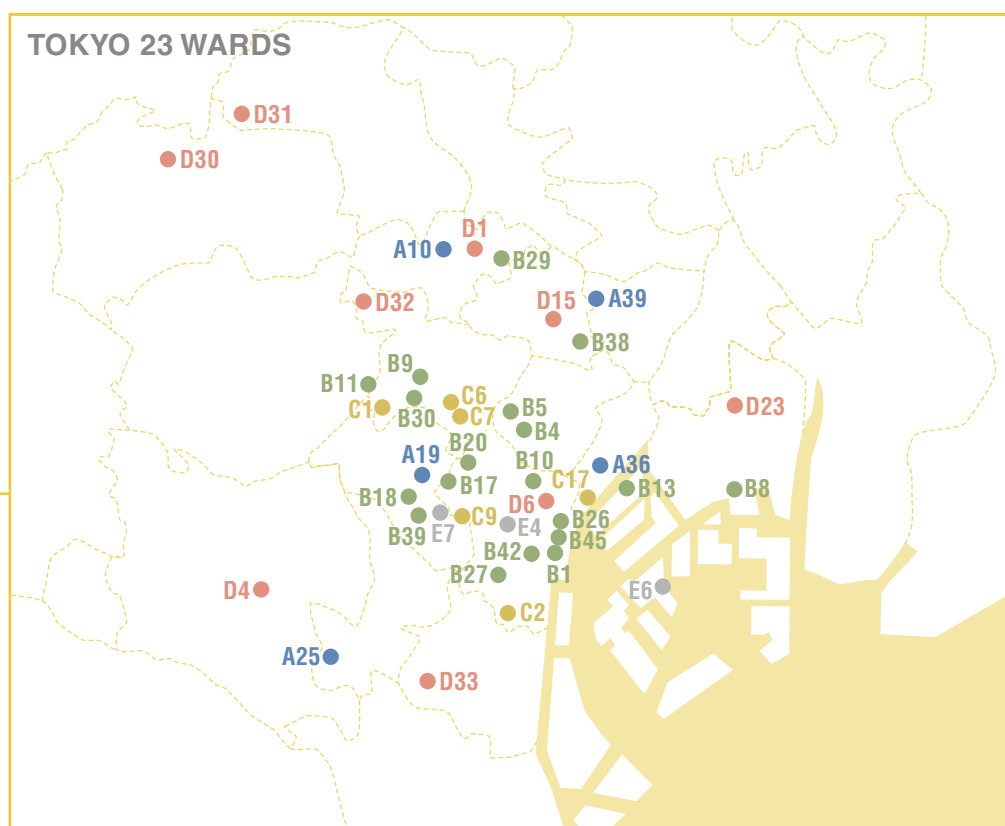 TOKYO 23 WARDS
D31
D30
D1
A10
B29
A39
D32
D15
B38
B9
B11
C6
C1
B30
C7
B5
D23
B4
B20
A19
B10
A36
C17
B17
B18
B13
B8
D6
B39
E7
C9
E4
B26
B45
B42
B1
B27
D4
E6
C2
A25
D33